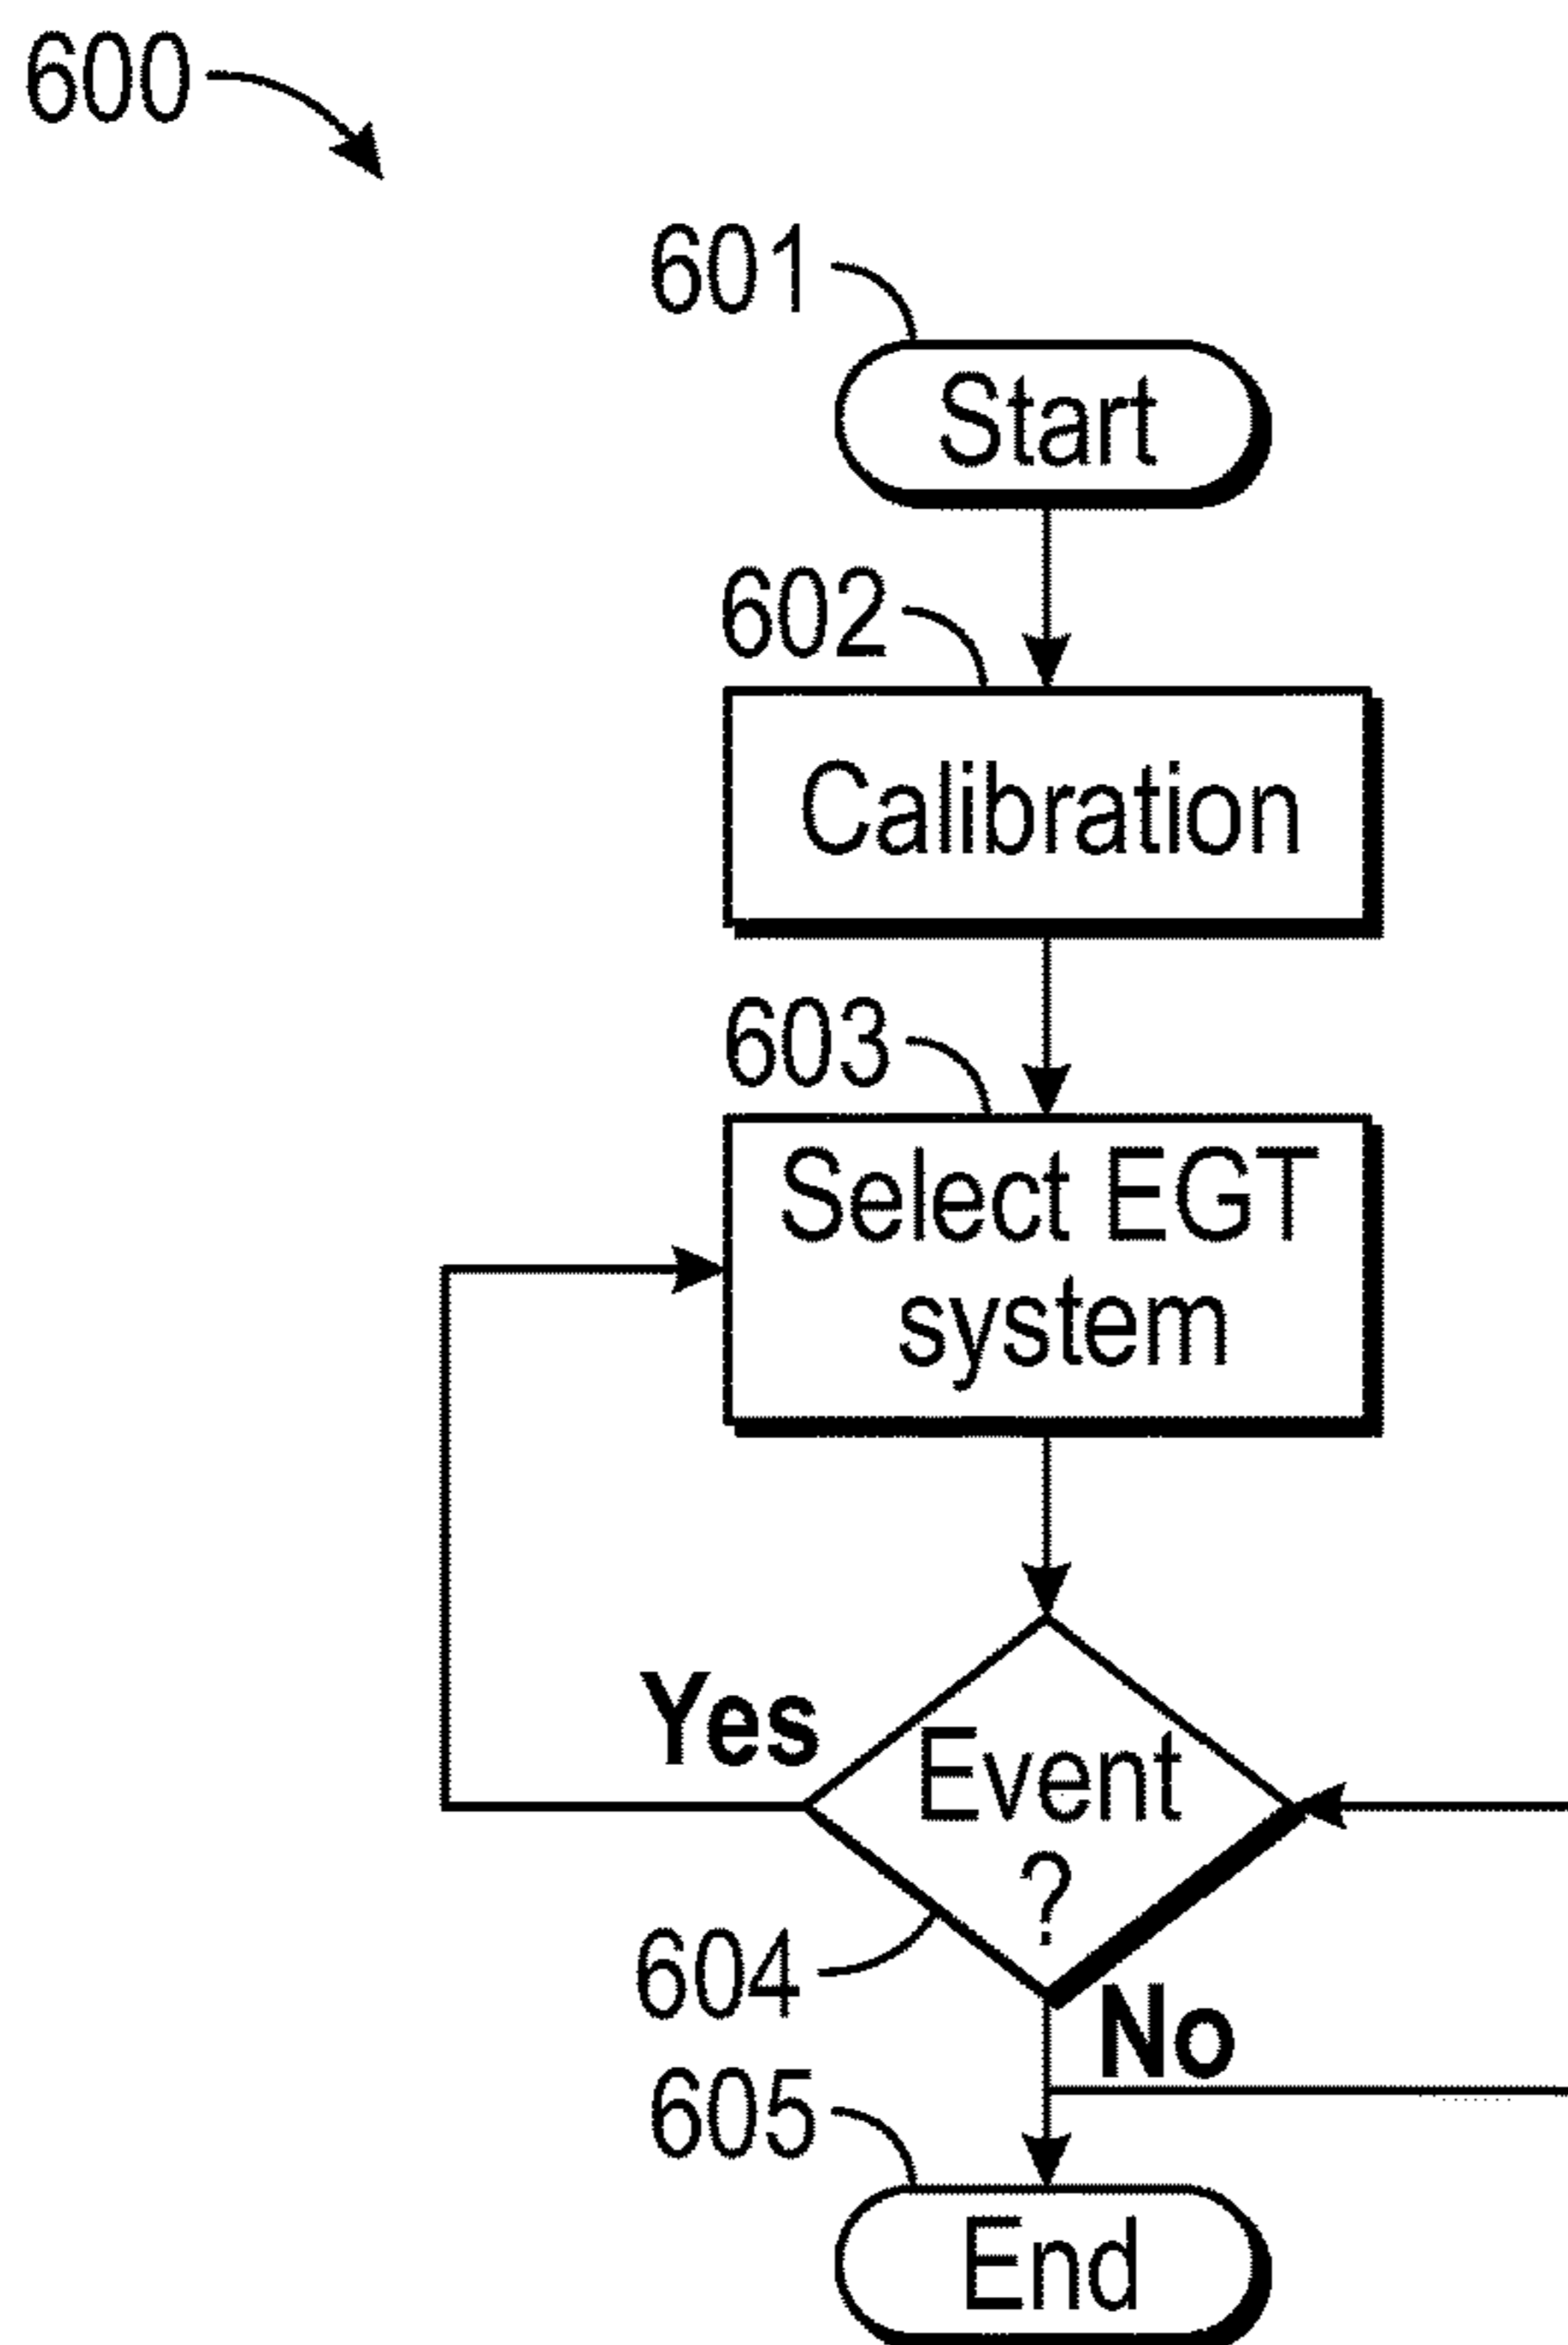 600
601
Start
602
Calibration
603
Select EGT
system
Yes
Event
?
604
No
605
End